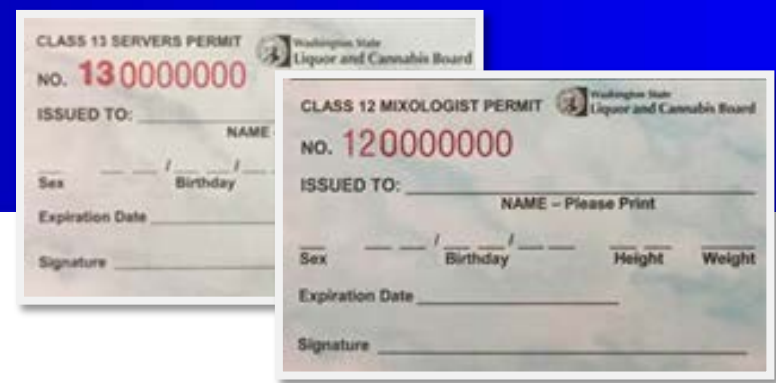 CLASS 13 SERVERS PERMIT
Washington State
Liquor and Cannabis Board
NO. 130000000
ISSUED TO:
NAME -
Sex Birthday
Expiration Date
Signature
CLASS 12 MIXOLOGIST PERMIT
Washington State
Liquor and Cannabis Board
NO. 120000000
ISSUED TO:
NAME – Please Print
Sex Birthday Height Weight
Expiration Date
Signature